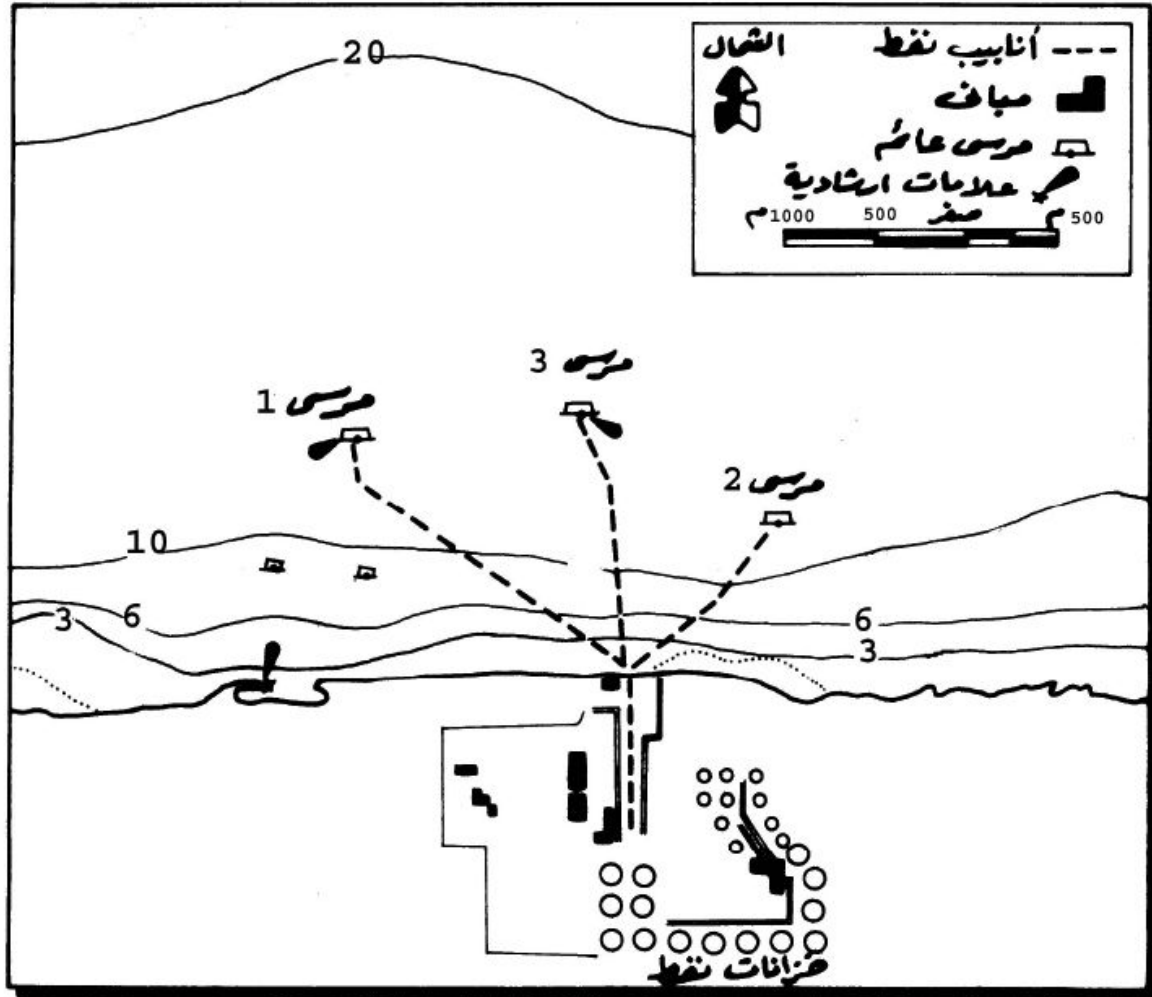 20
الشمال
أنابيب نفط
مباني
مرسى عائم
علامات ارشادية
م 1000 500 صفر 500 م
مرسى 3
مرسى 1
مرسى 2
10
6
3
6
3
خزانات نفط